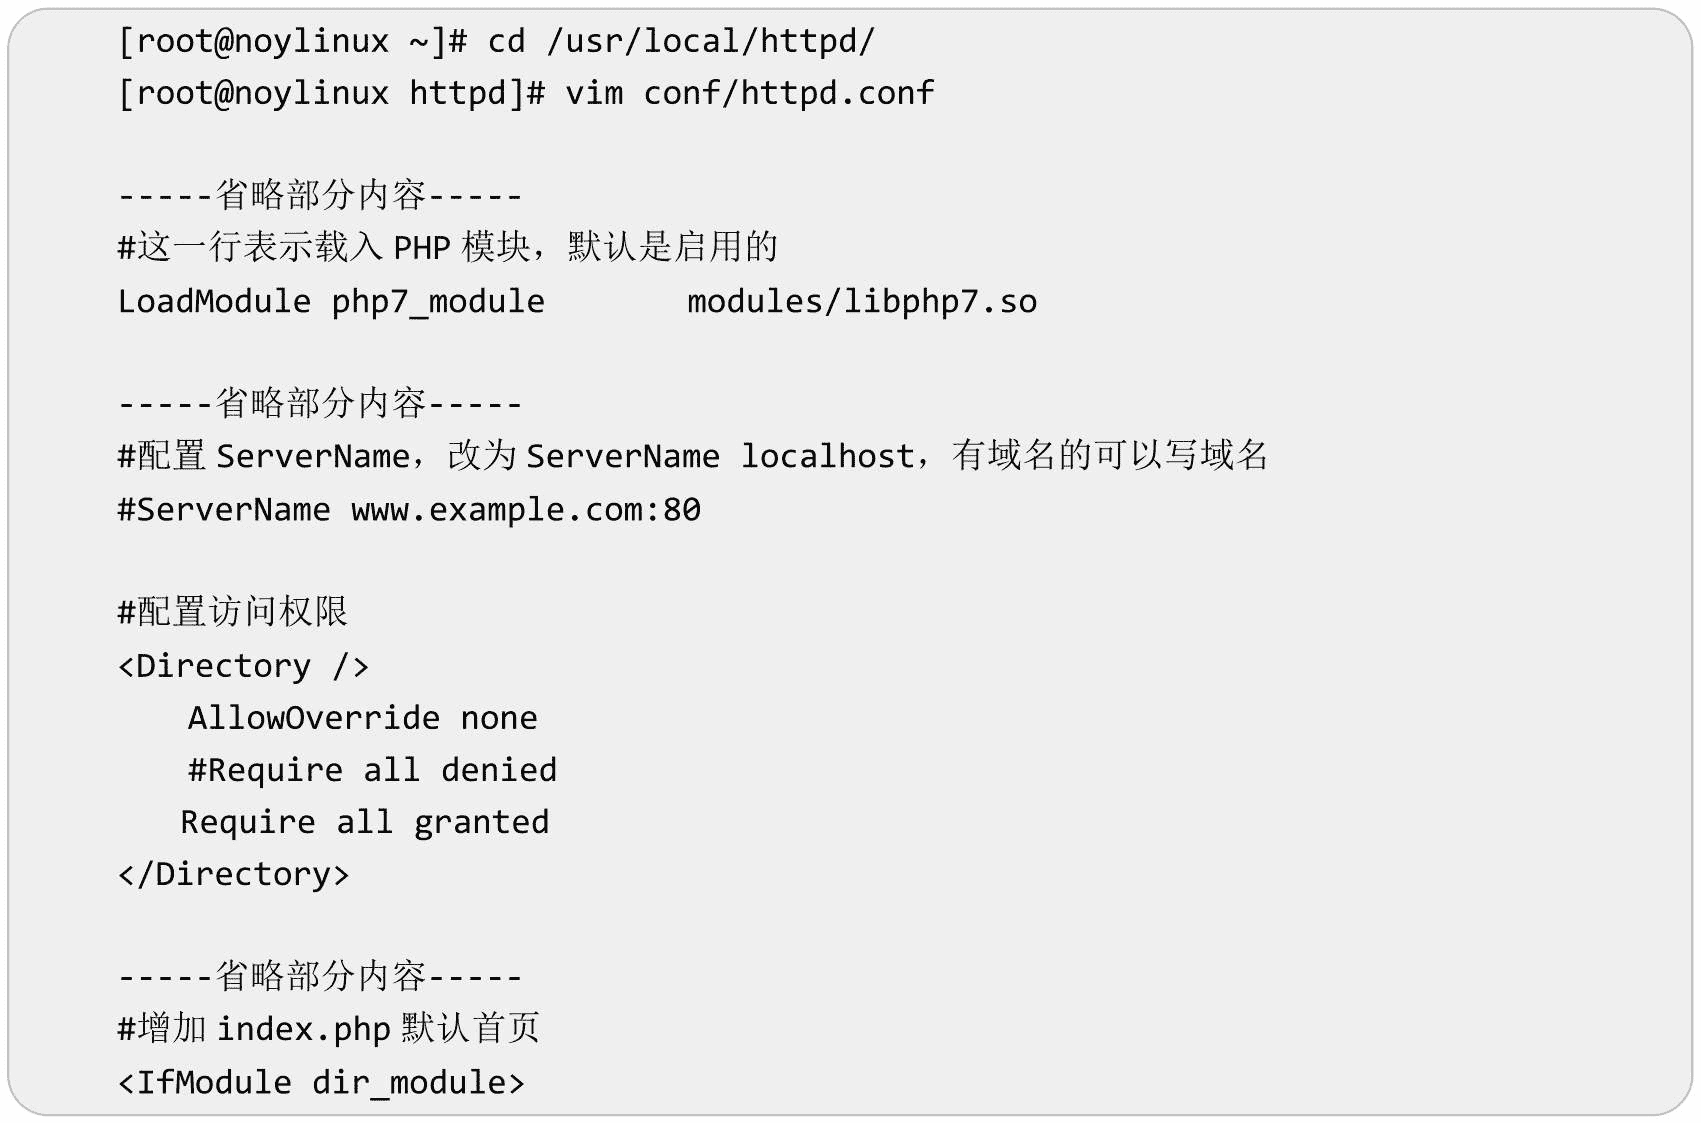 [root@noylinux ~]# cd /usr/local/httpd/
[root@noylinux httpd]# vim conf/httpd.conf
-----省略部分内容-----
#这一行表示载入 PHP 模块，默认是启用的
LoadModule php7_module       modules/libphp7.so
-----省略部分内容-----
#配置 ServerName，改为 ServerName localhost，有域名的可以写域名
#ServerName www.example.com:80
#配置访问权限
<Directory />
    AllowOverride none
    #Require all denied
    Require all granted
</Directory>
-----省略部分内容-----
#增加 index.php 默认首页
<IfModule dir_module>